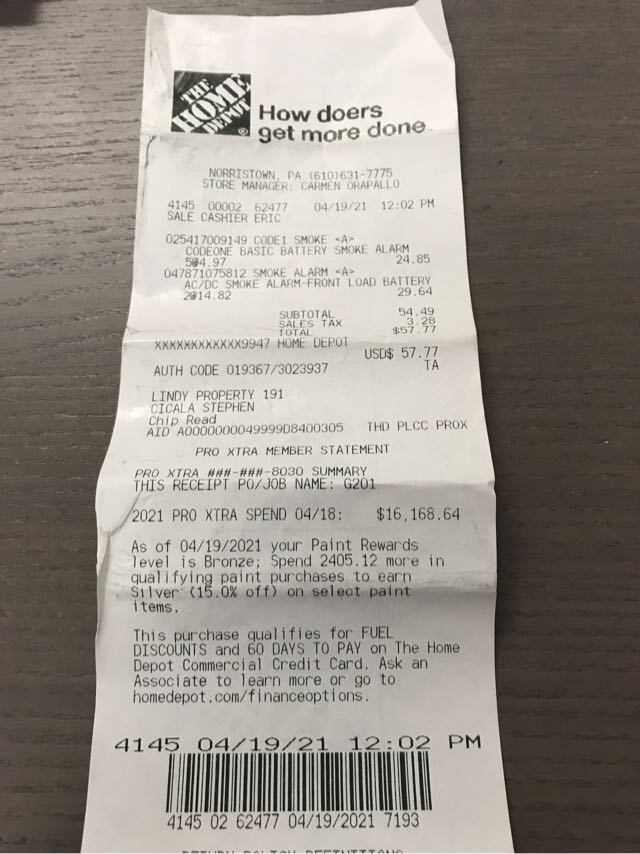 THE
HOME
DEPOT
How doers
get more done
NORRISTOWN, PA (610)631-7775
STORE MANAGER: CARMEN ORAPALLO
4145 00002 62477 04/19/21 12:02 PM
SALE CASHIER ERIC
025417009149 CODE1 SMOKE <A>
CODEONE BASIC BATTERY SMOKE ALARM
5@4.97 24.85
047871075812 SMOKE ALARM <A>
AC/DC SMOKE ALARM-FRONT LOAD BATTERY
2@14.82 29.64
SUBTOTAL 54.49
SALES TAX 3.28
TOTAL $57.77
XXXXXXXXXXXX9947 HOME DEPOT
USD$ 57.77
AUTH CODE 019367/3023937 TA
LINDY PROPERTY 191
CICALA STEPHEN
Chip Read
AID A0000000049999D8400305 THD PLCC PROX
PRO XTRA MEMBER STATEMENT
PRO XTRA ###-###-8030 SUMMARY
THIS RECEIPT PO/JOB NAME: G201
2021 PRO XTRA SPEND 04/18: $16,168.64
As of 04/19/2021 your Paint Rewards
level is Bronze; Spend 2405.12 more in
qualifying paint purchases to earn
Silver (15.0% off) on select paint
items.
This purchase qualifies for FUEL
DISCOUNTS and 60 DAYS TO PAY on The Home
Depot Commercial Credit Card. Ask an
Associate to learn more or go to
homedepot.com/financeoptions.
4145 04/19/21 12:02 PM
4145 02 62477 04/19/2021 7193